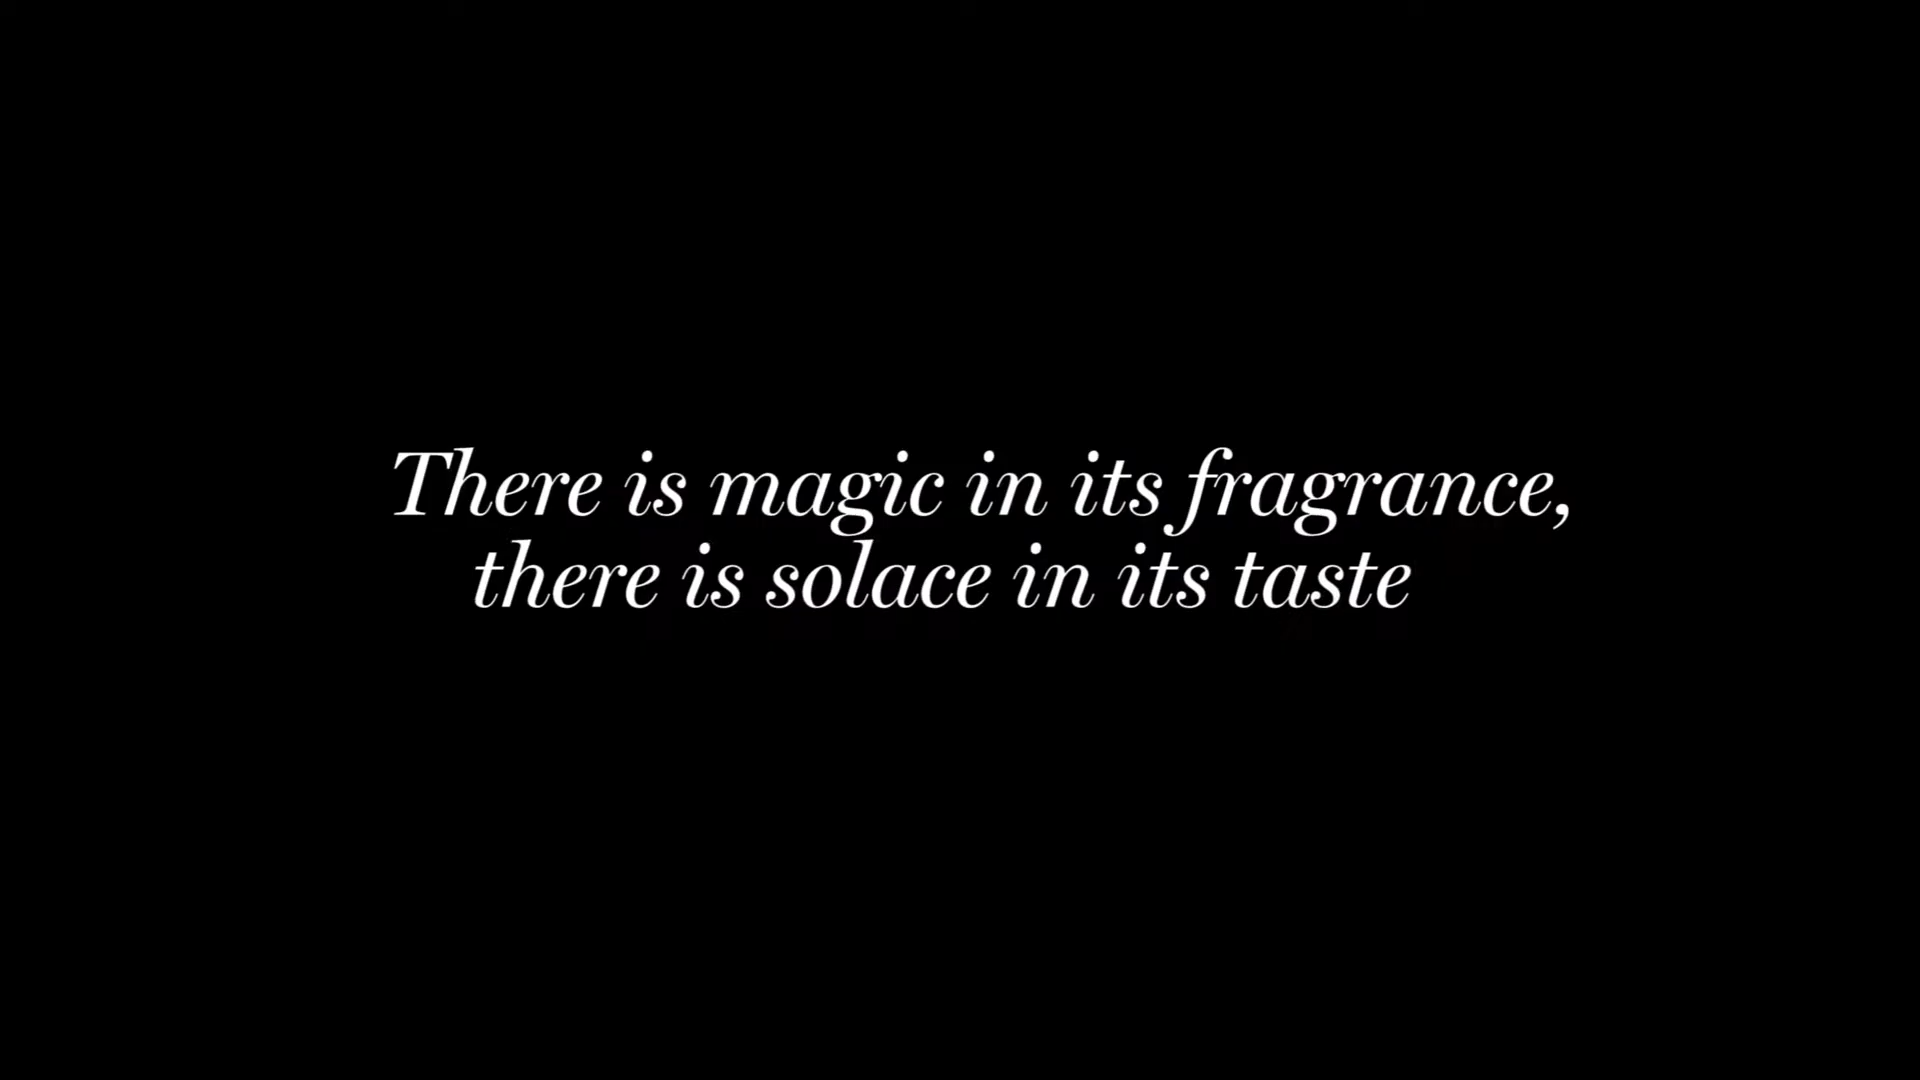 There is magic in its fragrance,
there is solace in its taste